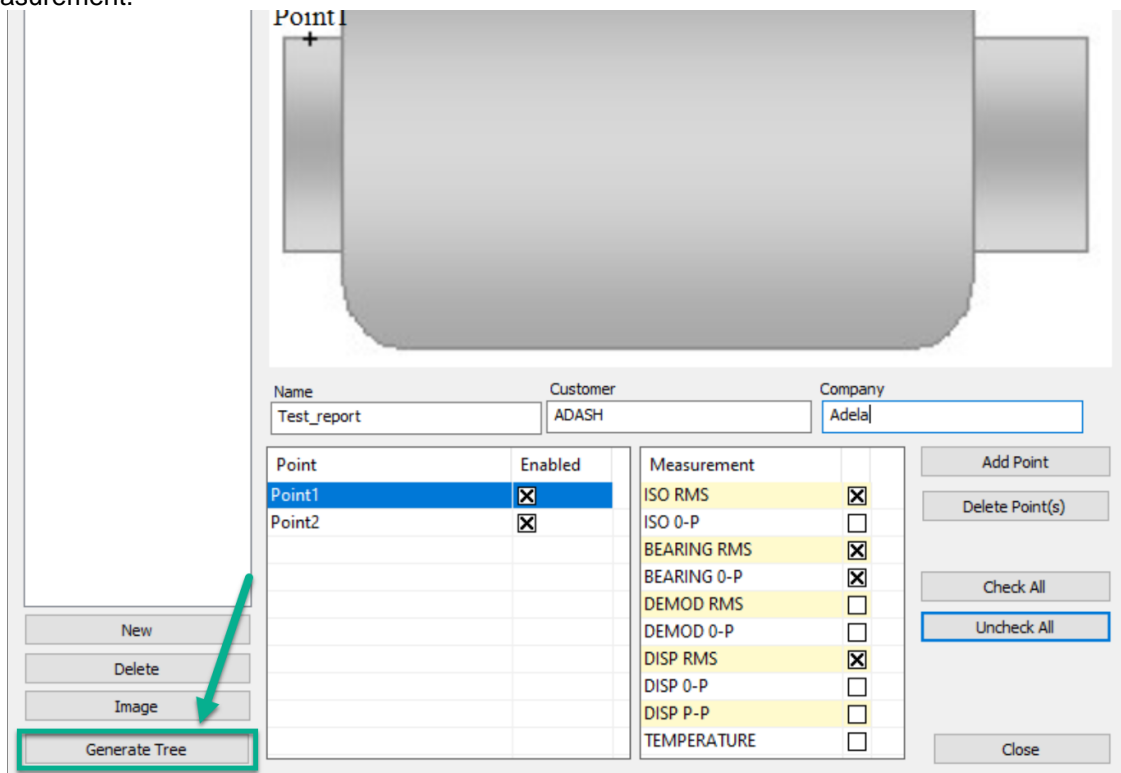 asurement.
Point1
Name Customer Company
Test_report ADASH Adela
Point Enabled Measurement
Point1 ISO RMS
Point2 ISO 0-P
BEARING RMS
BEARING 0-P
DEMOD RMS
DEMOD 0-P
DISP RMS
DISP 0-P
DISP P-P
TEMPERATURE
Add Point
Delete Point(s)
Check All
Uncheck All
Close
New
Delete
Image
Generate Tree